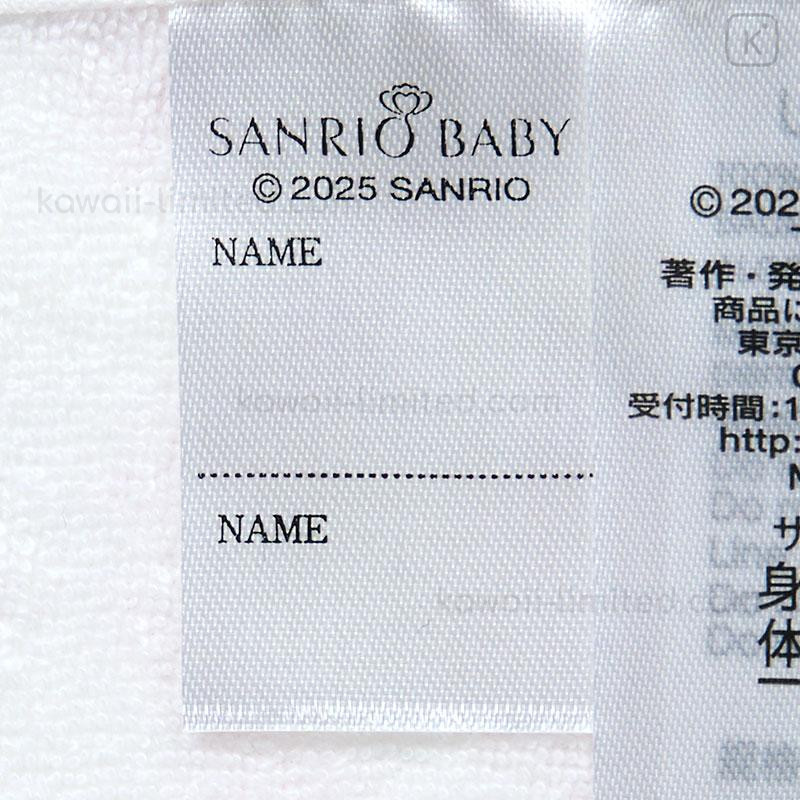 SANRIO BABY
© 2025 SANRIO
NAME
NAME
K
© 202
著作・発
商品に
東京
受付時間:1
http:
サ
身
体
kawaii-limited.com